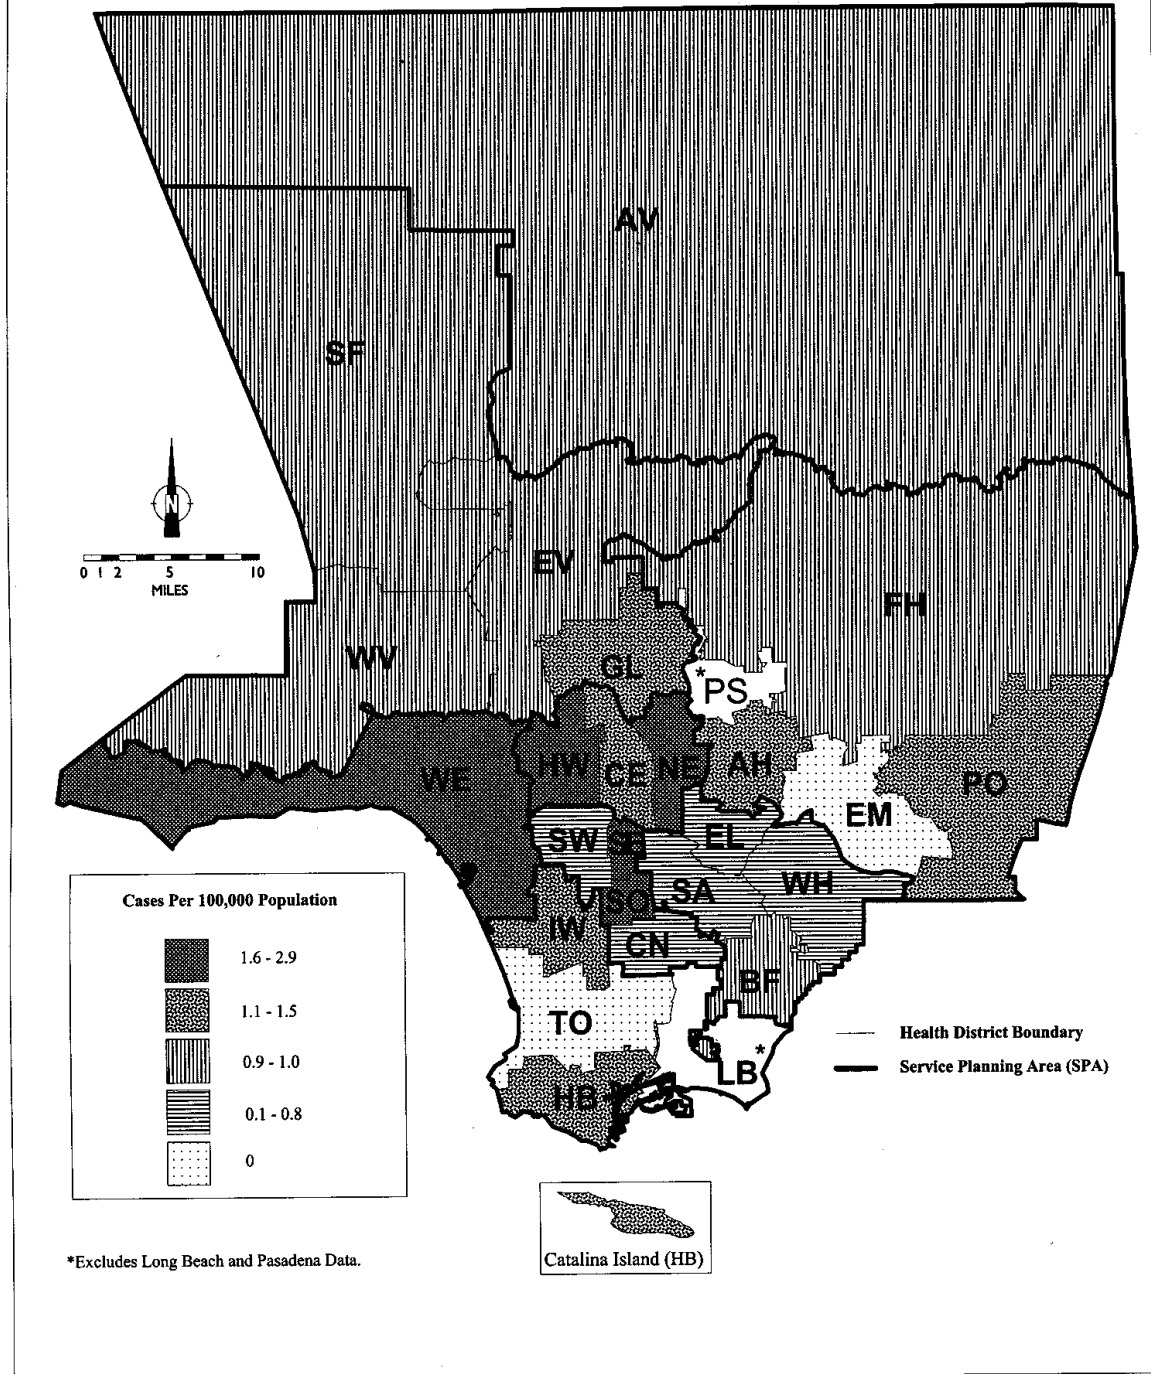 AV
SF
N
0 1 2 5 10
MILES
EV
FH
WV
GL
*
PS
HW
CE
NE
AH
WE
PO
EM
SW
SE
EL
SA
WH
SO
IW
CN
BF
TO
*
LB
HB
Cases Per 100,000 Population
1.6 - 2.9
1.1 - 1.5
0.9 - 1.0
0.1 - 0.8
0
Health District Boundary
Service Planning Area (SPA)
Catalina Island (HB)
*Excludes Long Beach and Pasadena Data.